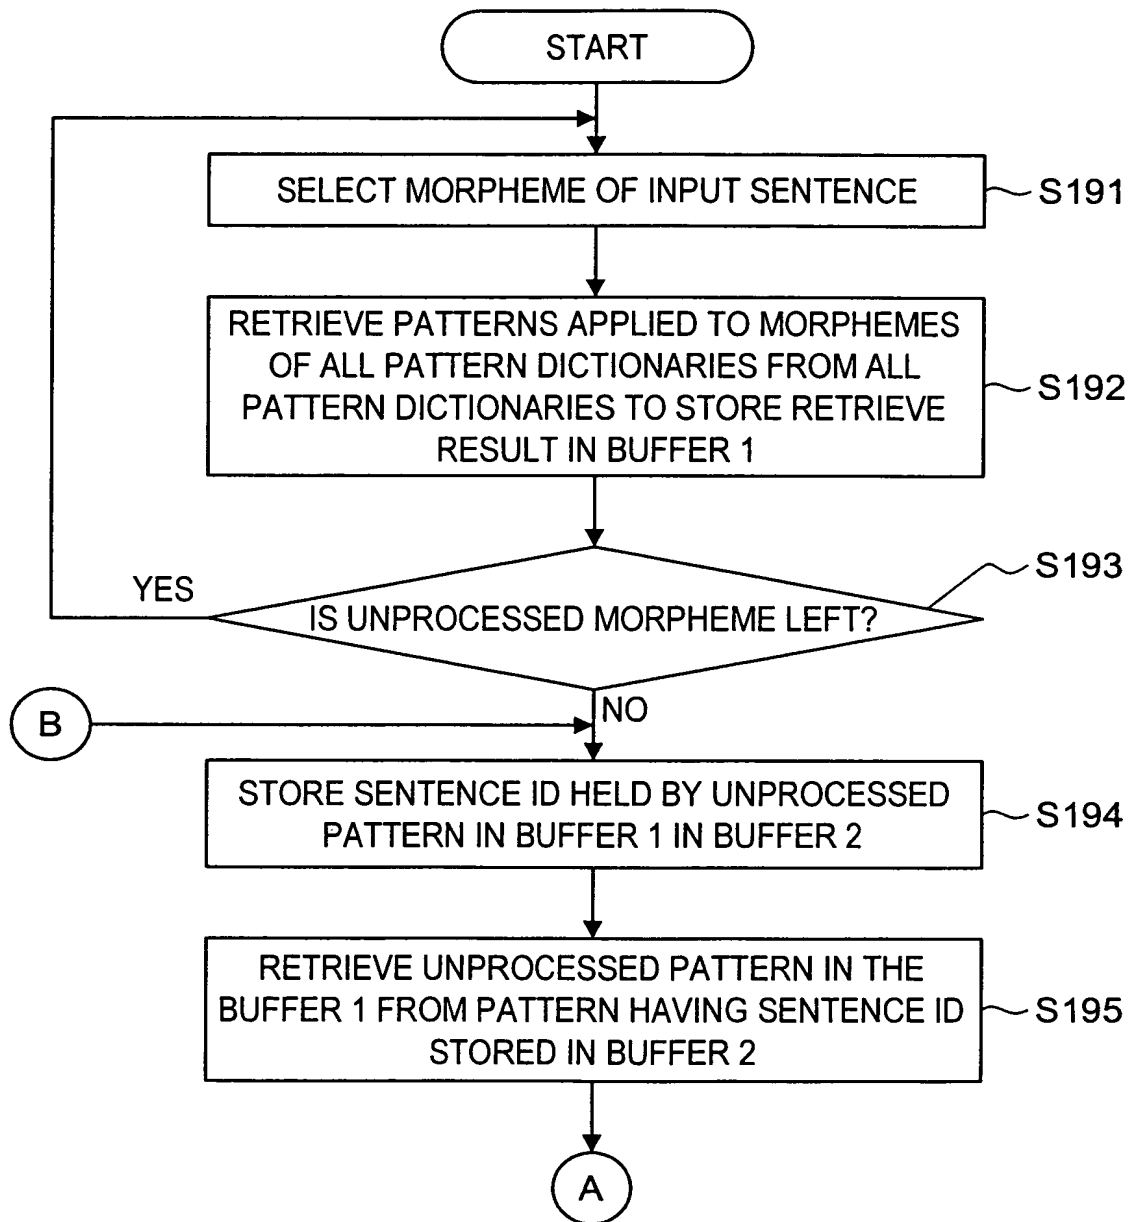 START
SELECT MORPHEME OF INPUT SENTENCE
S191
RETRIEVE PATTERNS APPLIED TO MORPHEMES
OF ALL PATTERN DICTIONARIES FROM ALL
PATTERN DICTIONARIES TO STORE RETRIEVE
RESULT IN BUFFER 1
S192
YES
IS UNPROCESSED MORPHEME LEFT?
S193
B
NO
STORE SENTENCE ID HELD BY UNPROCESSED
PATTERN IN BUFFER 1 IN BUFFER 2
S194
RETRIEVE UNPROCESSED PATTERN IN THE
BUFFER 1 FROM PATTERN HAVING SENTENCE ID
STORED IN BUFFER 2
S195
A